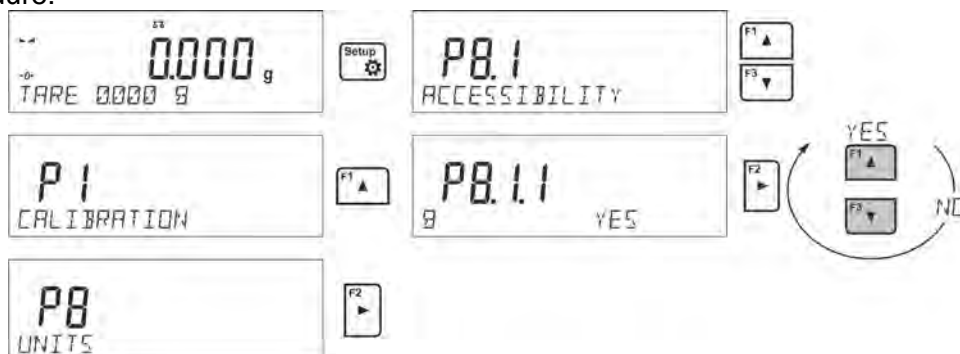 dure.
0.000 g
TARE 0.000 g
Setup
P1
CALIBRATION
F1
P8
UNITS
F2
P8.1
ACCESSIBILITY
F1
F3
P8.1.1
g YES
F2
YES
F1
F3
NO